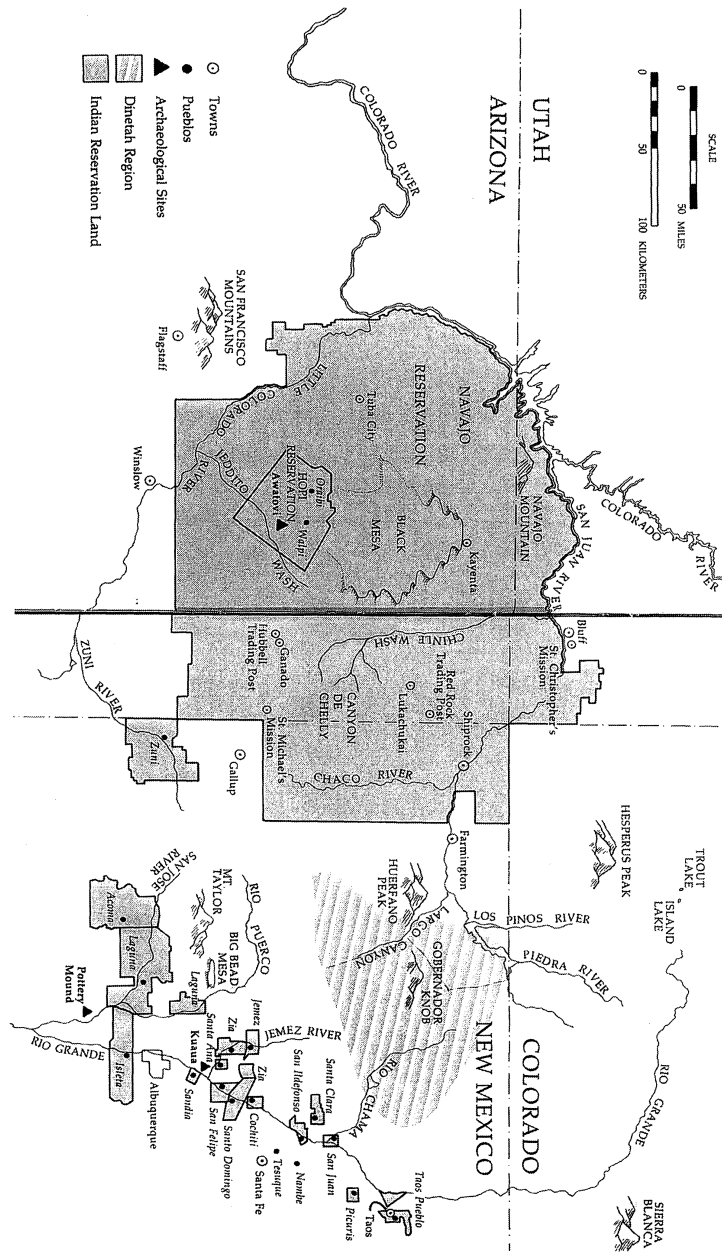 SCALE
0
50 MILES
0
50
100 KILOMETERS
UTAH
ARIZONA
COLORADO
NEW MEXICO
COLORADO RIVER
COLORADO
RIVER
SAN JUAN RIVER
NAVAJO
MOUNTAIN
NAVAJO
RESERVATION
Tuba City
Kayenta
BLACK
MESA
LITTLE
COLORADO
RIVER
JEDDITO
WASH
Oraibi
HOPI
RESERVATION
Walpi
Awatovi
SAN FRANCISCO
MOUNTAINS
Flagstaff
Winslow
Bluff
St. Christopher's
Mission
CHINLE WASH
Red Rock
Trading Post
Lukachukai
CANYON
DE
CHELLY
Ganado
Hubbell
Trading Post
St. Michael's
Mission
Shiprock
CHACO RIVER
Gallup
ZUNI
RIVER
Zuni
Farmington
HESPERUS PEAK
TROUT
LAKE
ISLAND
LAKE
LOS PINOS RIVER
PIEDRA RIVER
HUERFANO
PEAK
LARGO
CANYON
GOBERNADOR
KNOB
RIO GRANDE
SIERRA
BLANCA
RIO CHAMA
RIO
PUERCO
BIG BEAD
MESA
MT.
TAYLOR
SAN JOSE
RIVER
Acoma
Laguna
Laguna
Pottery
Mound
RIO GRANDE
Isleta
Albuquerque
Sandia
Kuaua
Santa Ana
Zia
Jemez
JEMEZ RIVER
Zia
San Felipe
Santo Domingo
Cochiti
San Ildefonso
Santa Clara
San Juan
Santa Fe
Tesuque
Nambe
Picuris
Taos
Taos Pueblo
Towns
Pueblos
Archaeological Sites
Dinetah Region
Indian Reservation Land